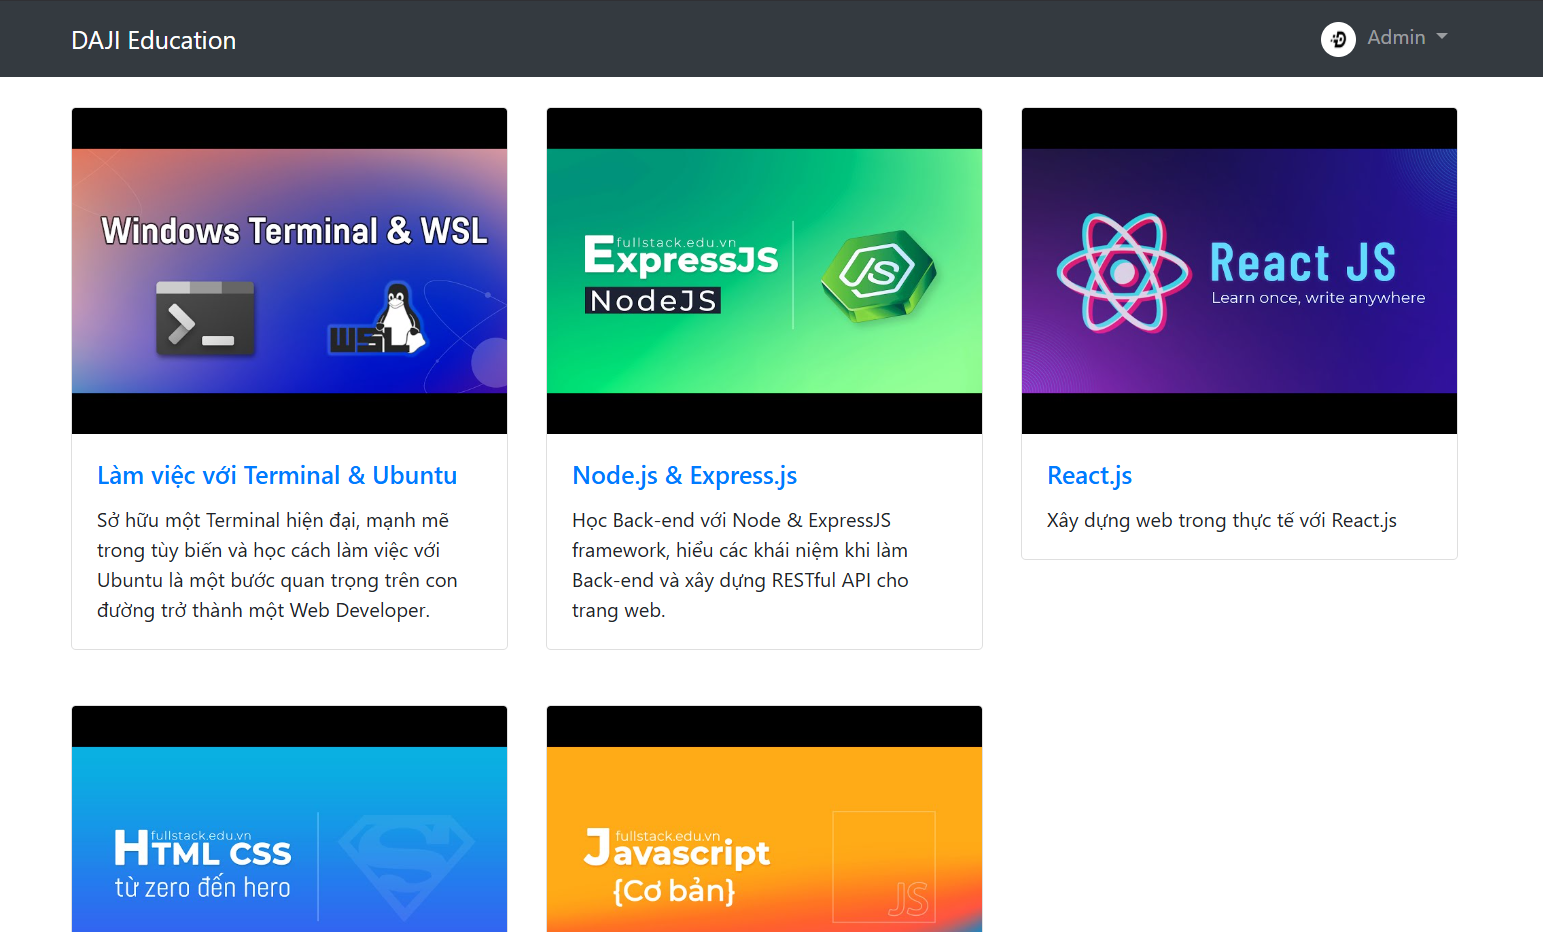 DAJI Education
Admin
Windows Terminal & WSL
WSL
Làm việc với Terminal & Ubuntu
Sở hữu một Terminal hiện đại, mạnh mẽ
trong tùy biến và học cách làm việc với
Ubuntu là một bước quan trọng trên con
đường trở thành một Web Developer.
fullstack.edu.vn
ExpressJS
NodeJS
JS
Node.js & Express.js
Học Back-end với Node & ExpressJS
framework, hiểu các khái niệm khi làm
Back-end và xây dựng RESTful API cho
trang web.
React JS
Learn once, write anywhere
React.js
Xây dựng web trong thực tế với React.js
fullstack.edu.vn
HTML CSS
từ zero đến hero
fullstack.edu.vn
Javascript
{Cơ bản}
JS